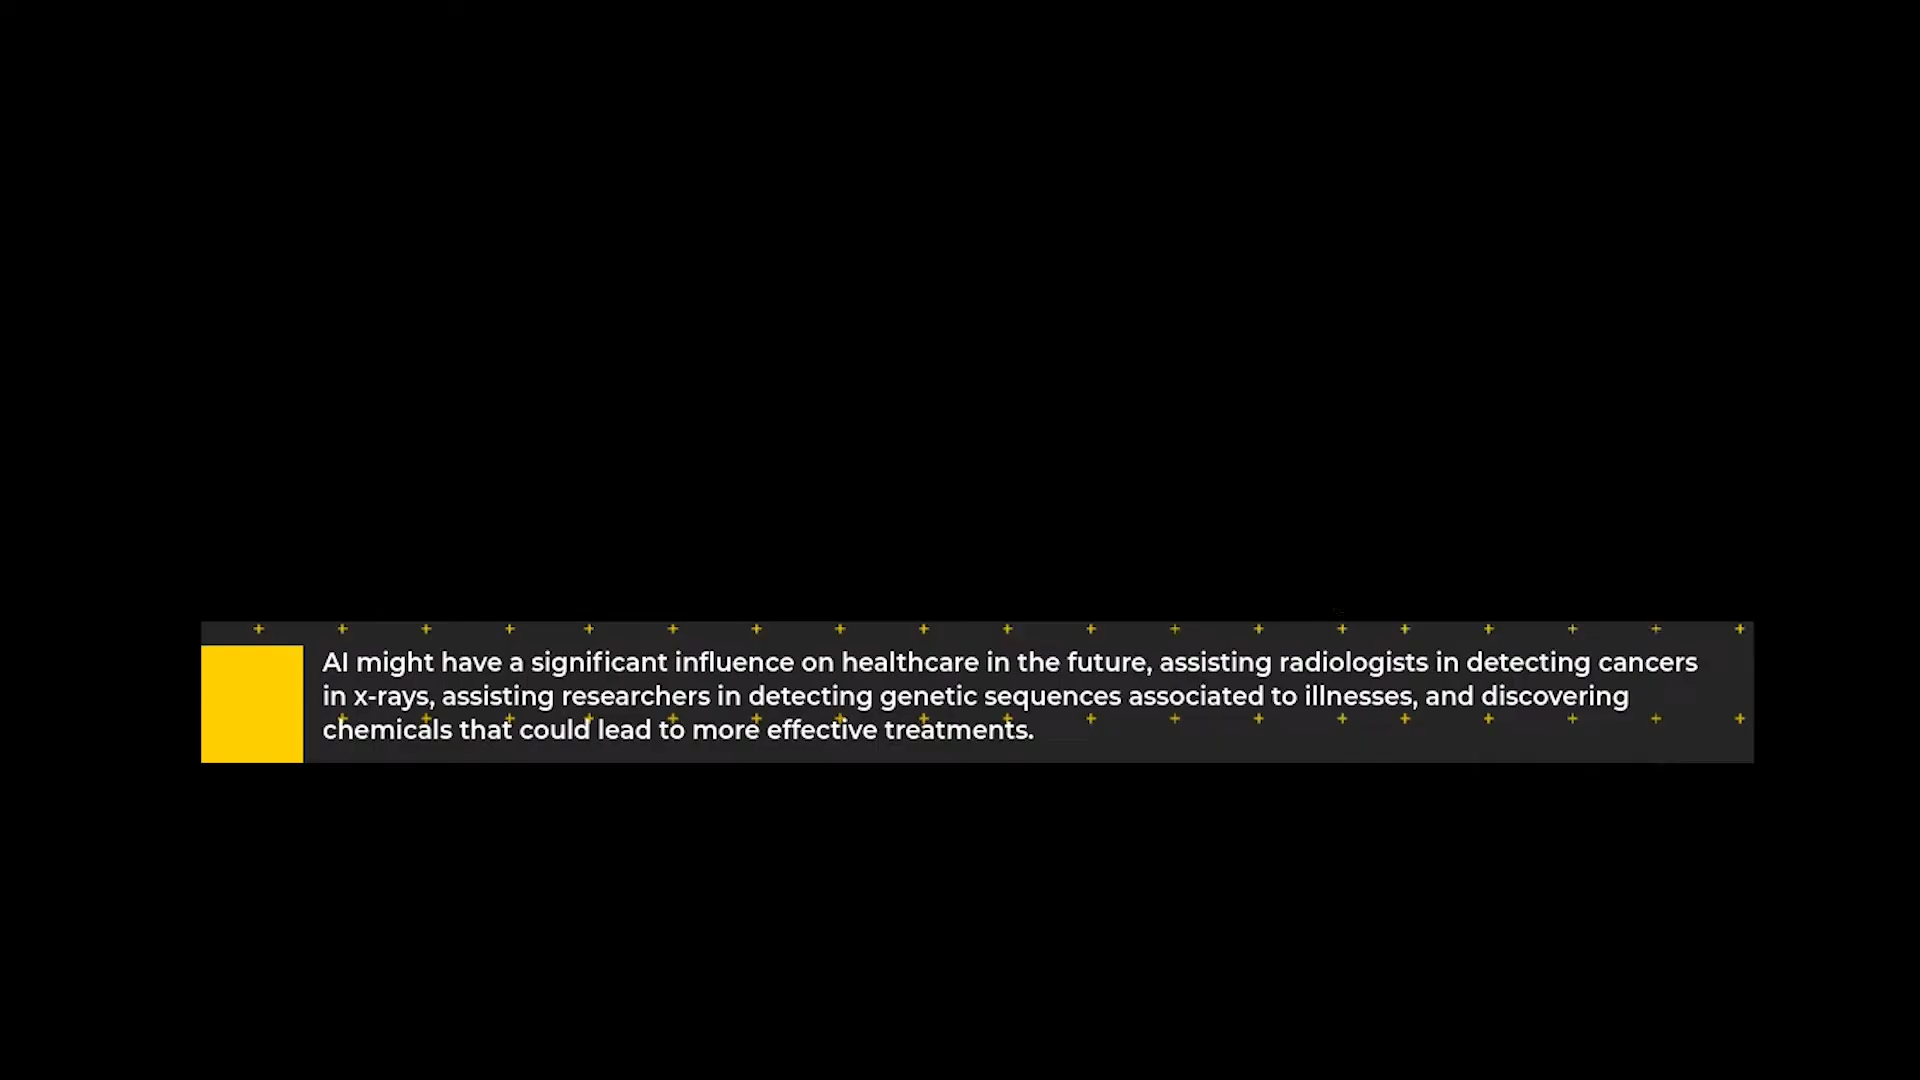 AI might have a significant influence on healthcare in the future, assisting radiologists in detecting cancers
in x-rays, assisting researchers in detecting genetic sequences associated to illnesses, and discovering
chemicals that could lead to more effective treatments.